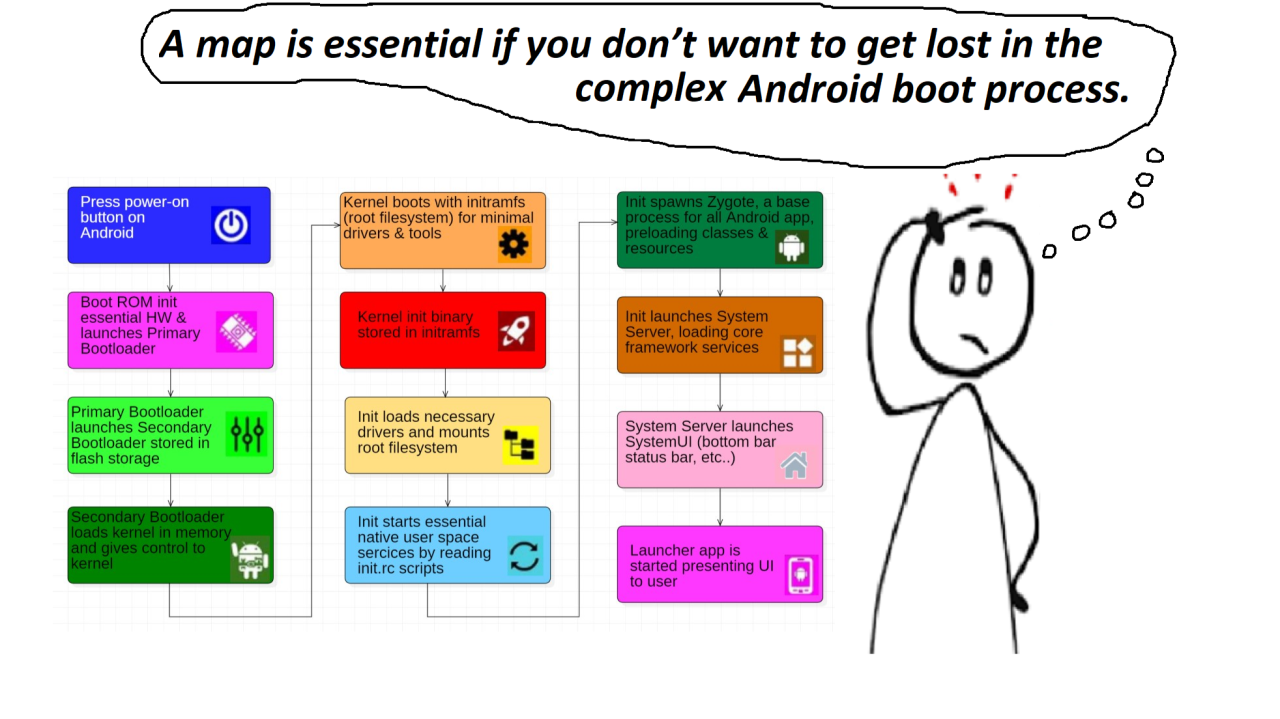 A map is essential if you don’t want to get lost in the
complex Android boot process.
Press power-on
button on
Android
Boot ROM init
essential HW &
launches Primary
Bootloader
Primary Bootloader
launches Secondary
Bootloader stored in
flash storage
Secondary Bootloader
loads kernel in memory
and gives control to
kernel
Kernel boots with initramfs
(root filesystem) for minimal
drivers & tools
Kernel init binary
stored in initramfs
Init loads necessary
drivers and mounts
root filesystem
Init starts essential
native user space
sercices by reading
init.rc scripts
Init spawns Zygote, a base
process for all Android app,
preloading classes &
resources
Init launches System
Server, loading core
framework services
System Server launches
SystemUI (bottom bar
status bar, etc..)
Launcher app is
started presenting UI
to user